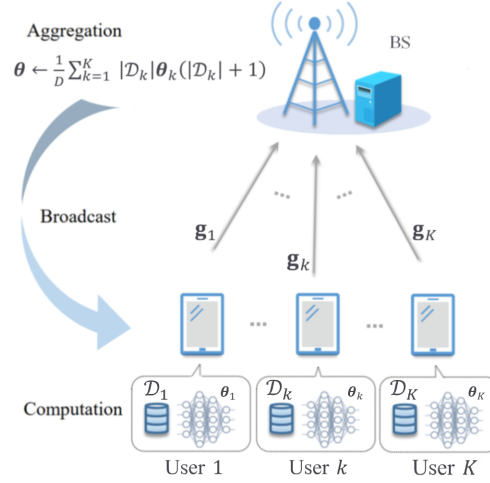 Aggregation
BS
𝜽 ← 1/D ∑_{k=1}^{K} |𝒟_k|𝜽_k(|𝒟_k| + 1)
...
...
Broadcast
𝐠_1
𝐠_k
𝐠_K
...
...
Computation
𝒟_1
𝜽_1
𝒟_k
𝜽_k
𝒟_K
𝜽_K
User 1
User k
User K